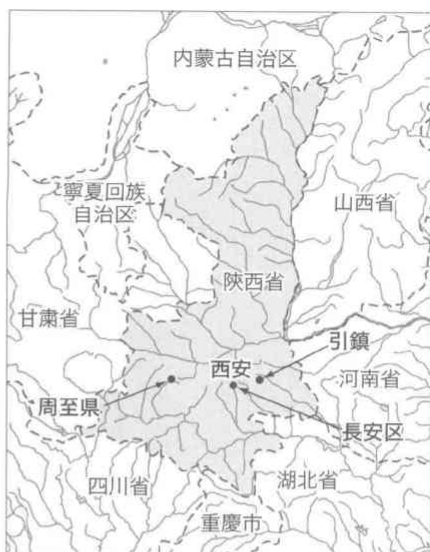 内蒙古自治区
寧夏回族
自治区
山西省
陝西省
甘粛省
引鎮
西安
河南省
周至県
長安区
四川省
湖北省
重慶市